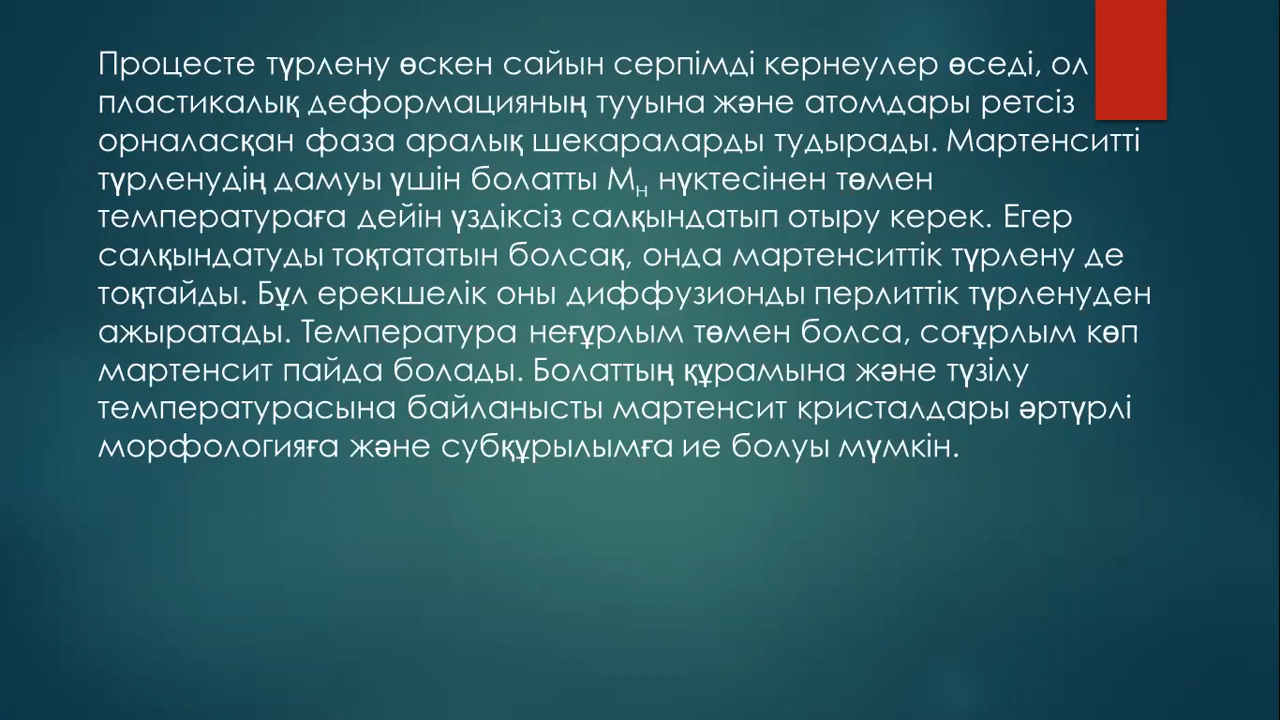 Процесте түрлену өскен сайын серпімді кернеулер өседі, ол
пластикалық деформацияның тууына және атомдары ретсіз
орналасқан фаза аралық шекараларды тудырады. Мартенситті
түрленудің дамуы үшін болатты Мн нүктесінен төмен
температураға дейін үздіксіз салқындатып отыру керек. Егер
салқындатуды тоқтататын болсақ, онда мартенситтік түрлену де
тоқтайды. Бұл ерекшелік оны диффузионды перлиттік түрленуден
ажыратады. Температура неғұрлым төмен болса, соғұрлым көп
мартенсит пайда болады. Болаттың құрамына және түзілу
температурасына байланысты мартенсит кристалдары әртүрлі
морфологияға және субқұрылымға ие болуы мүмкін.